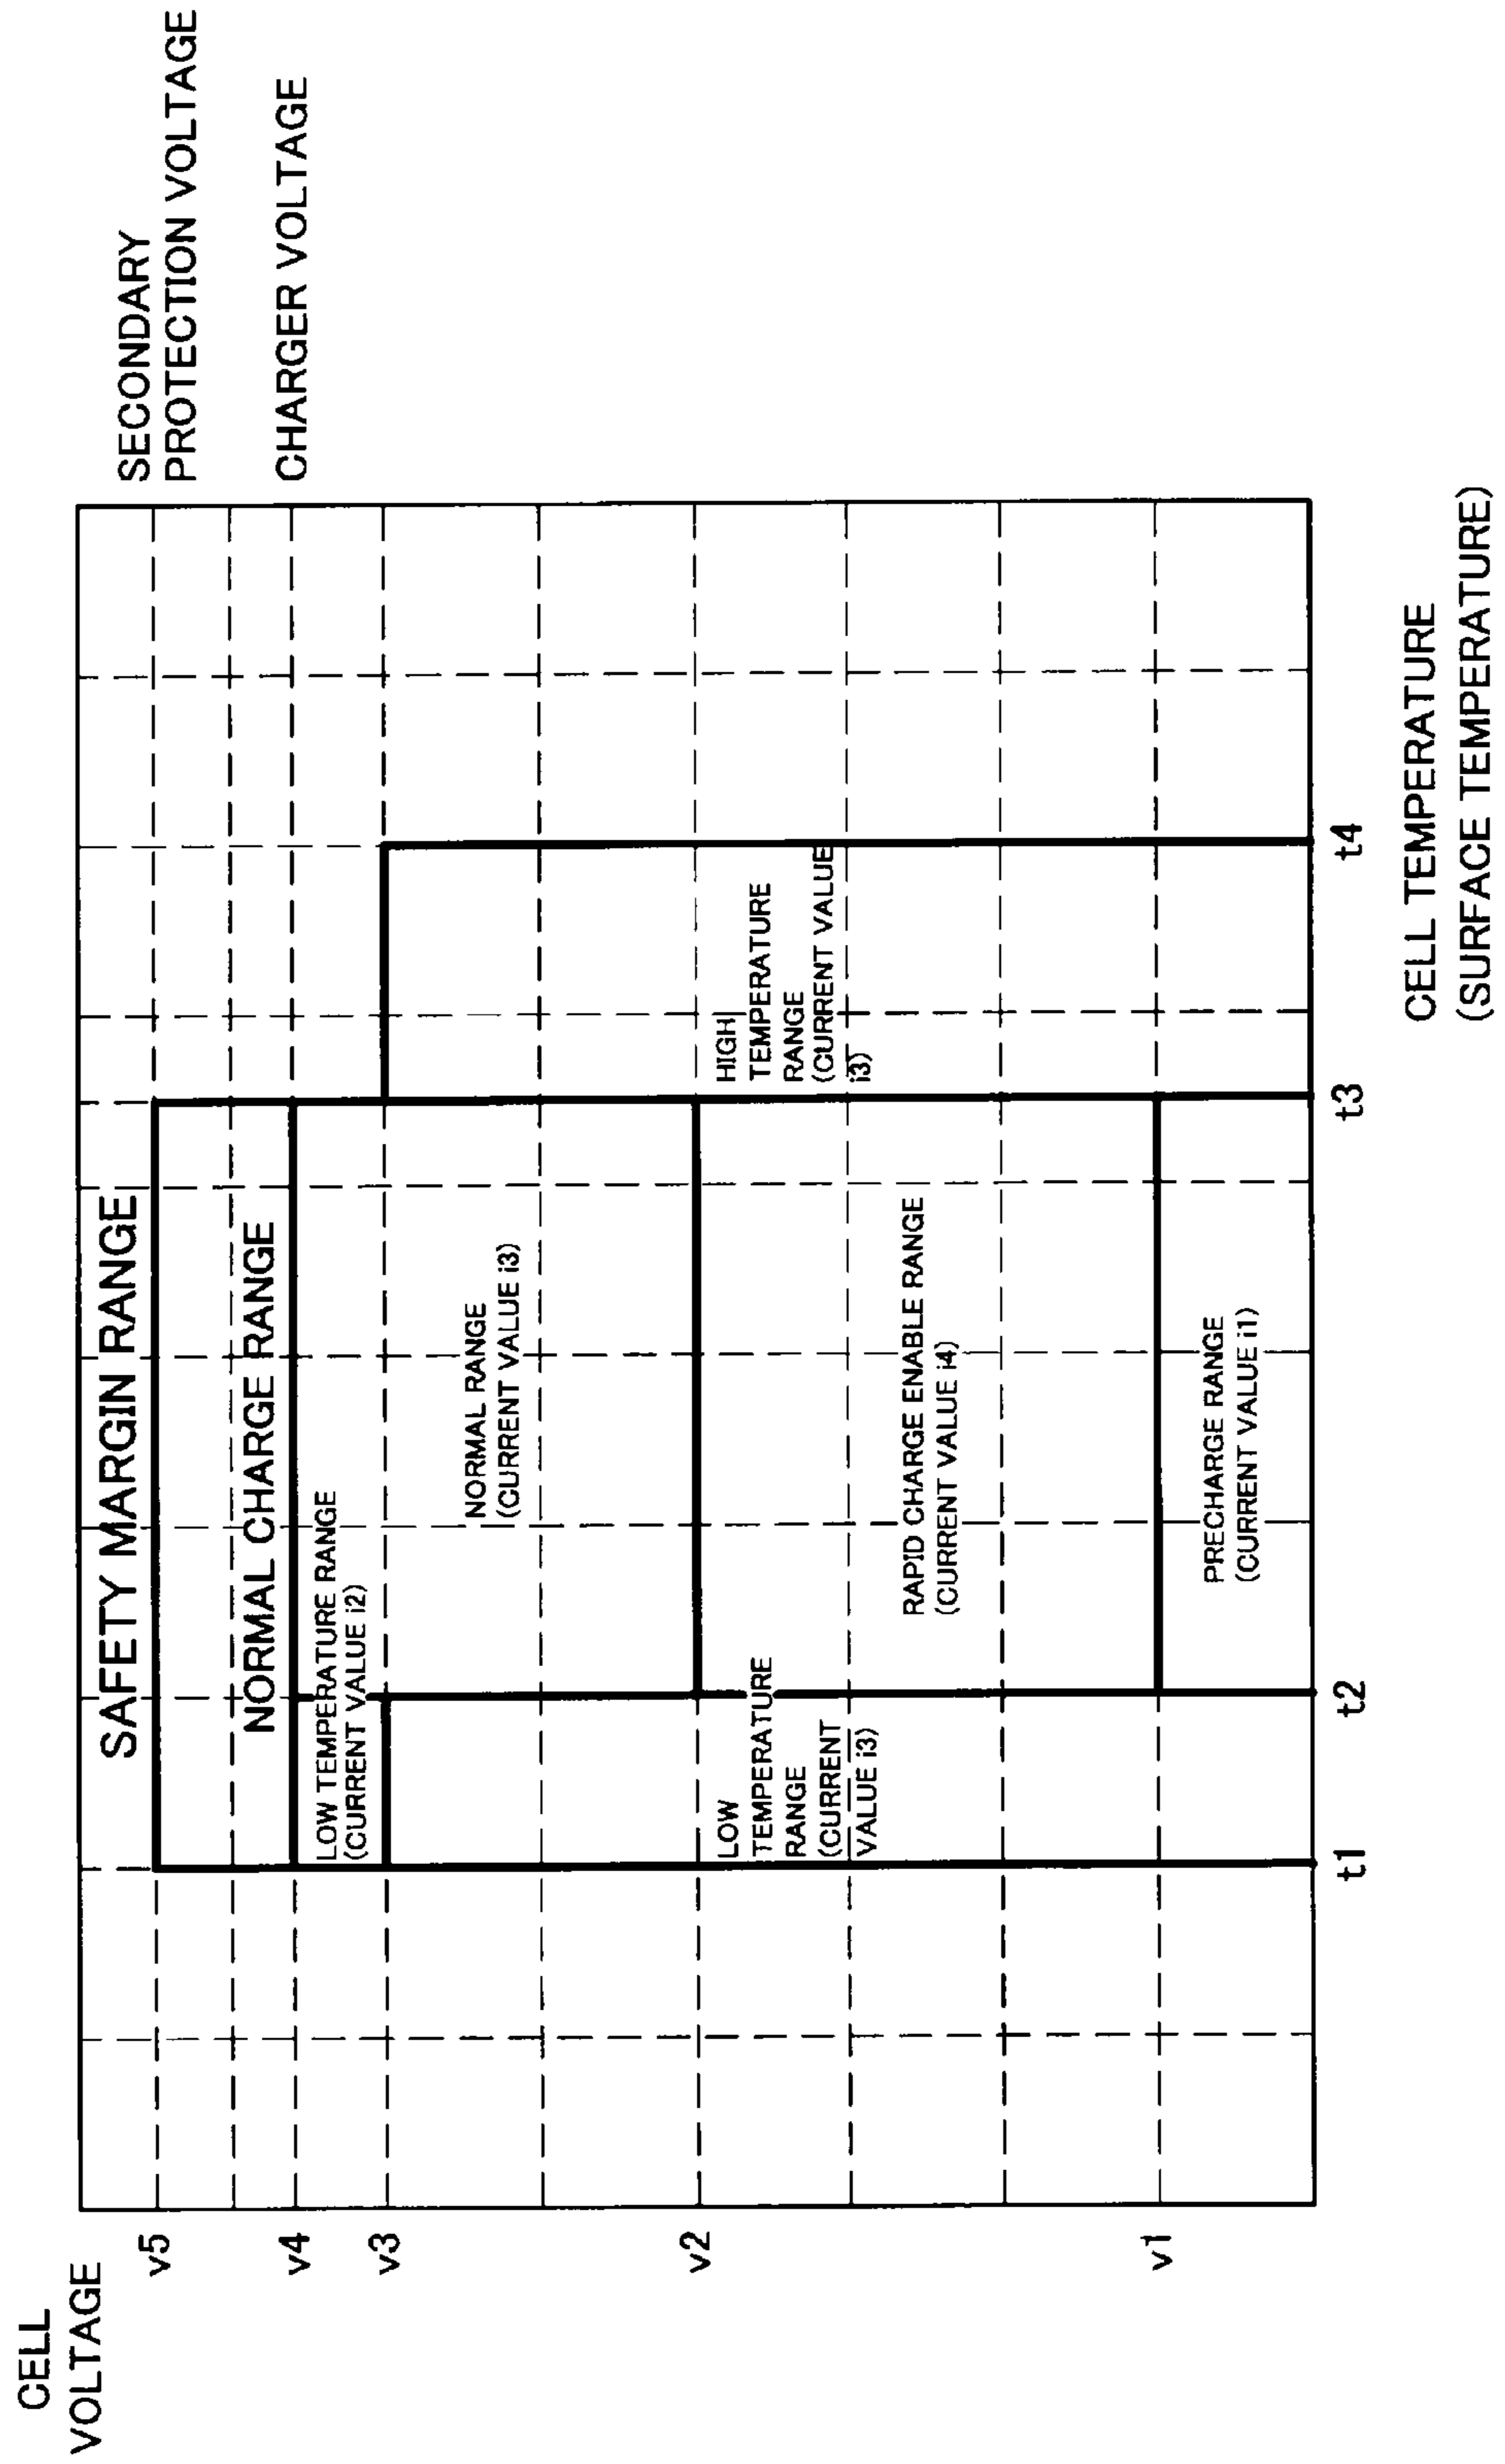 CELL
VOLTAGE
SECONDARY
PROTECTION VOLTAGE
CHARGER VOLTAGE
v5
v4
v3
v2
v1
SAFETY MARGIN RANGE
NORMAL CHARGE RANGE
LOW TEMPERATURE RANGE
(CURRENT VALUE i2)
NORMAL RANGE
(CURRENT VALUE i3)
LOW
TEMPERATURE
RANGE
(CURRENT
VALUE i3)
RAPID CHARGE ENABLE RANGE
(CURRENT VALUE i4)
HIGH
TEMPERATURE
RANGE
(CURRENT VALUE
i3)
PRECHARGE RANGE
(CURRENT VALUE i1)
t1
t2
t3
t4
CELL TEMPERATURE
(SURFACE TEMPERATURE)